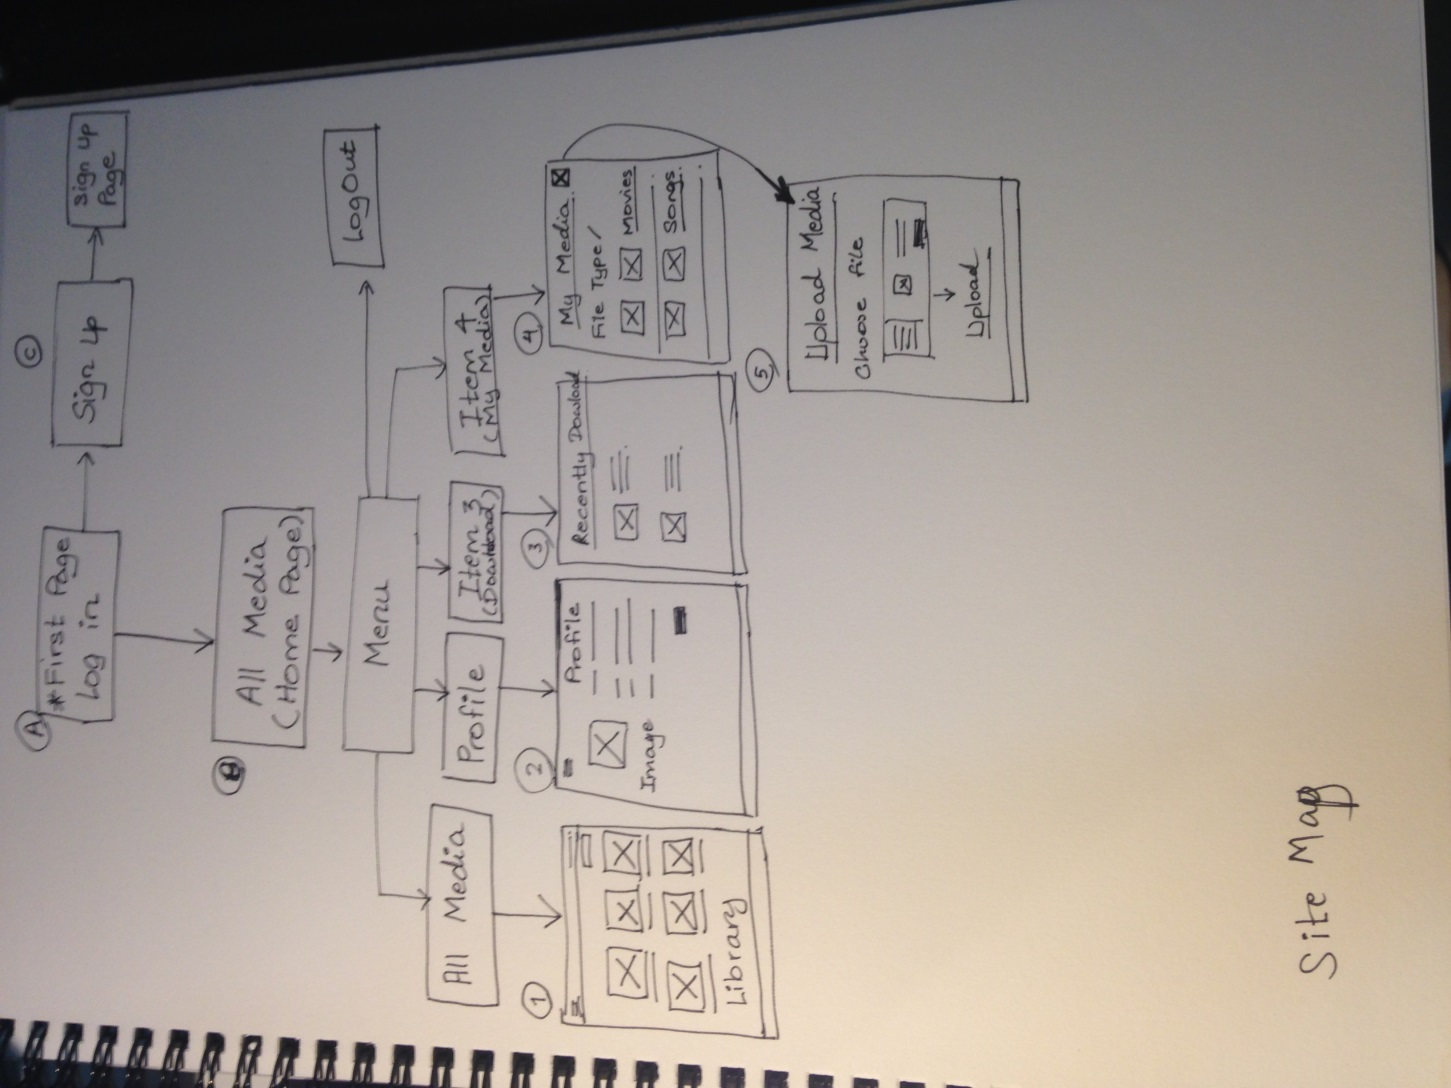 A
*First Page
Log in
C
Sign Up
Sign Up
Page
B
All Media
(Home Page)
Menu
LogOut
All Media
Profile
Item 3
(Download)
Item 4
(My Media)
1
Library
2
Profile
Image
3
Recently Download
4
My Media
File Type/
Movies
Songs
5
Upload Media
Choose file
Upload
Site Map